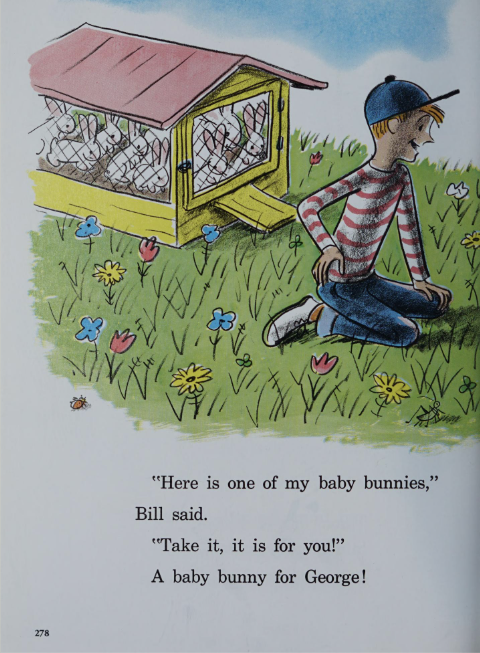 "Here is one of my baby bunnies,"
Bill said.
"Take it, it is for you!"
A baby bunny for George!
278